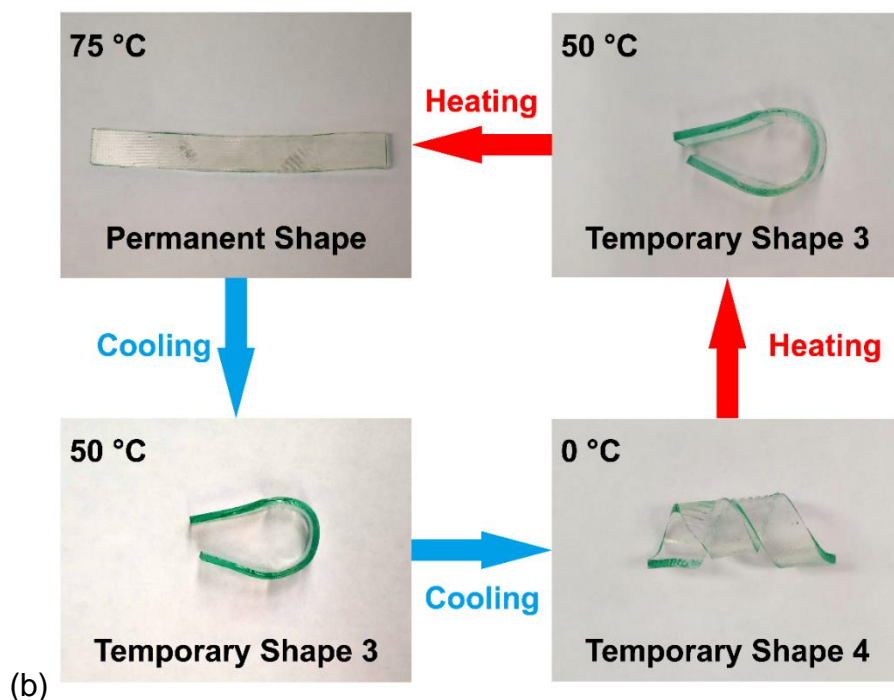 75 °C
50 °C
Heating
Permanent Shape
Temporary Shape 3
Cooling
Heating
50 °C
0 °C
Cooling
Temporary Shape 3
Temporary Shape 4
(b)